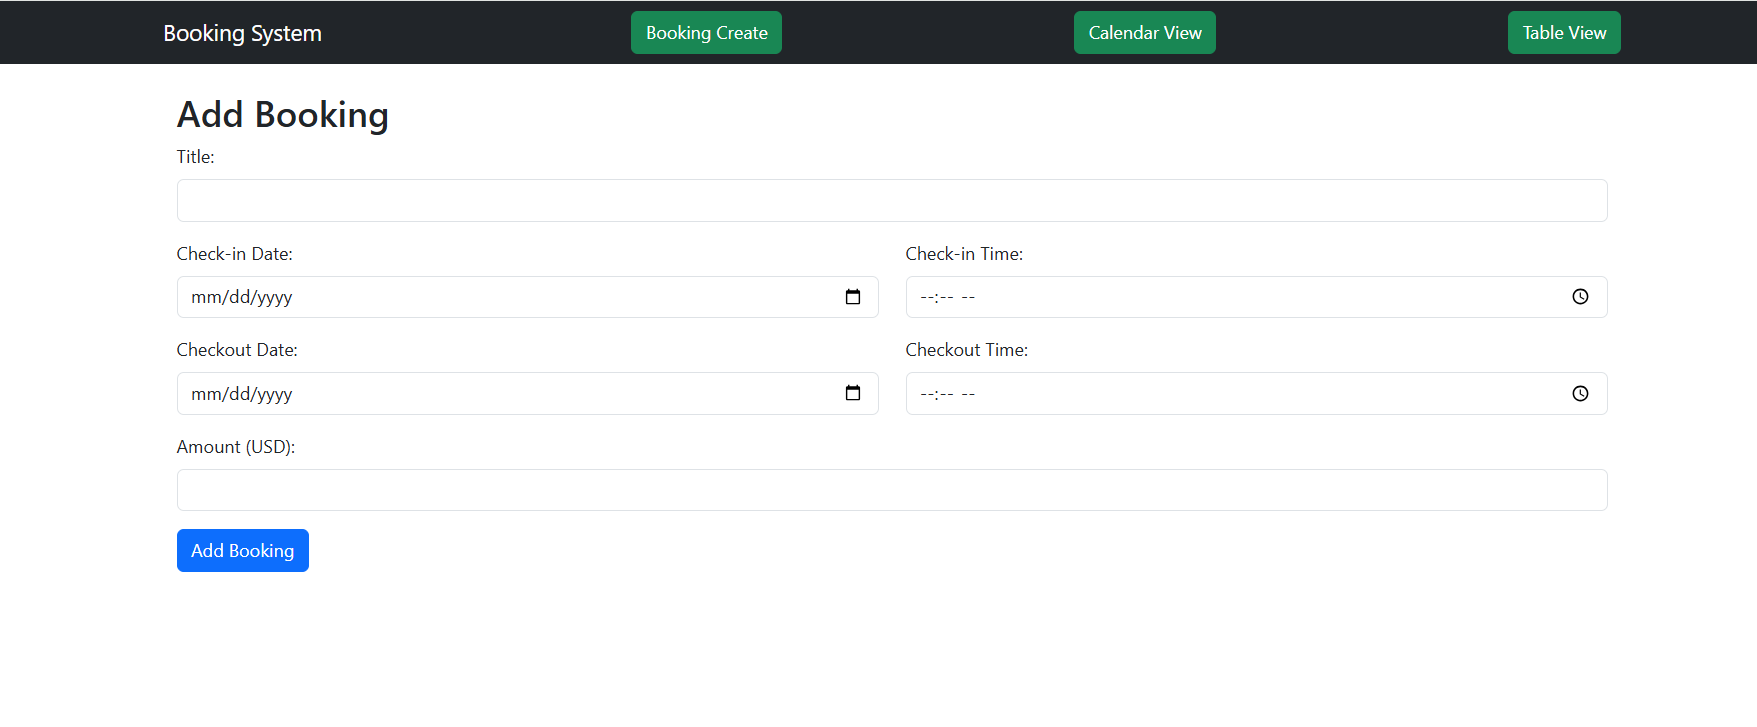 Booking System Booking Create Calendar View Table View
Add Booking
Title:
Check-in Date: Check-in Time:
mm/dd/yyyy --:-- --
Checkout Date: Checkout Time:
mm/dd/yyyy --:-- --
Amount (USD):
Add Booking